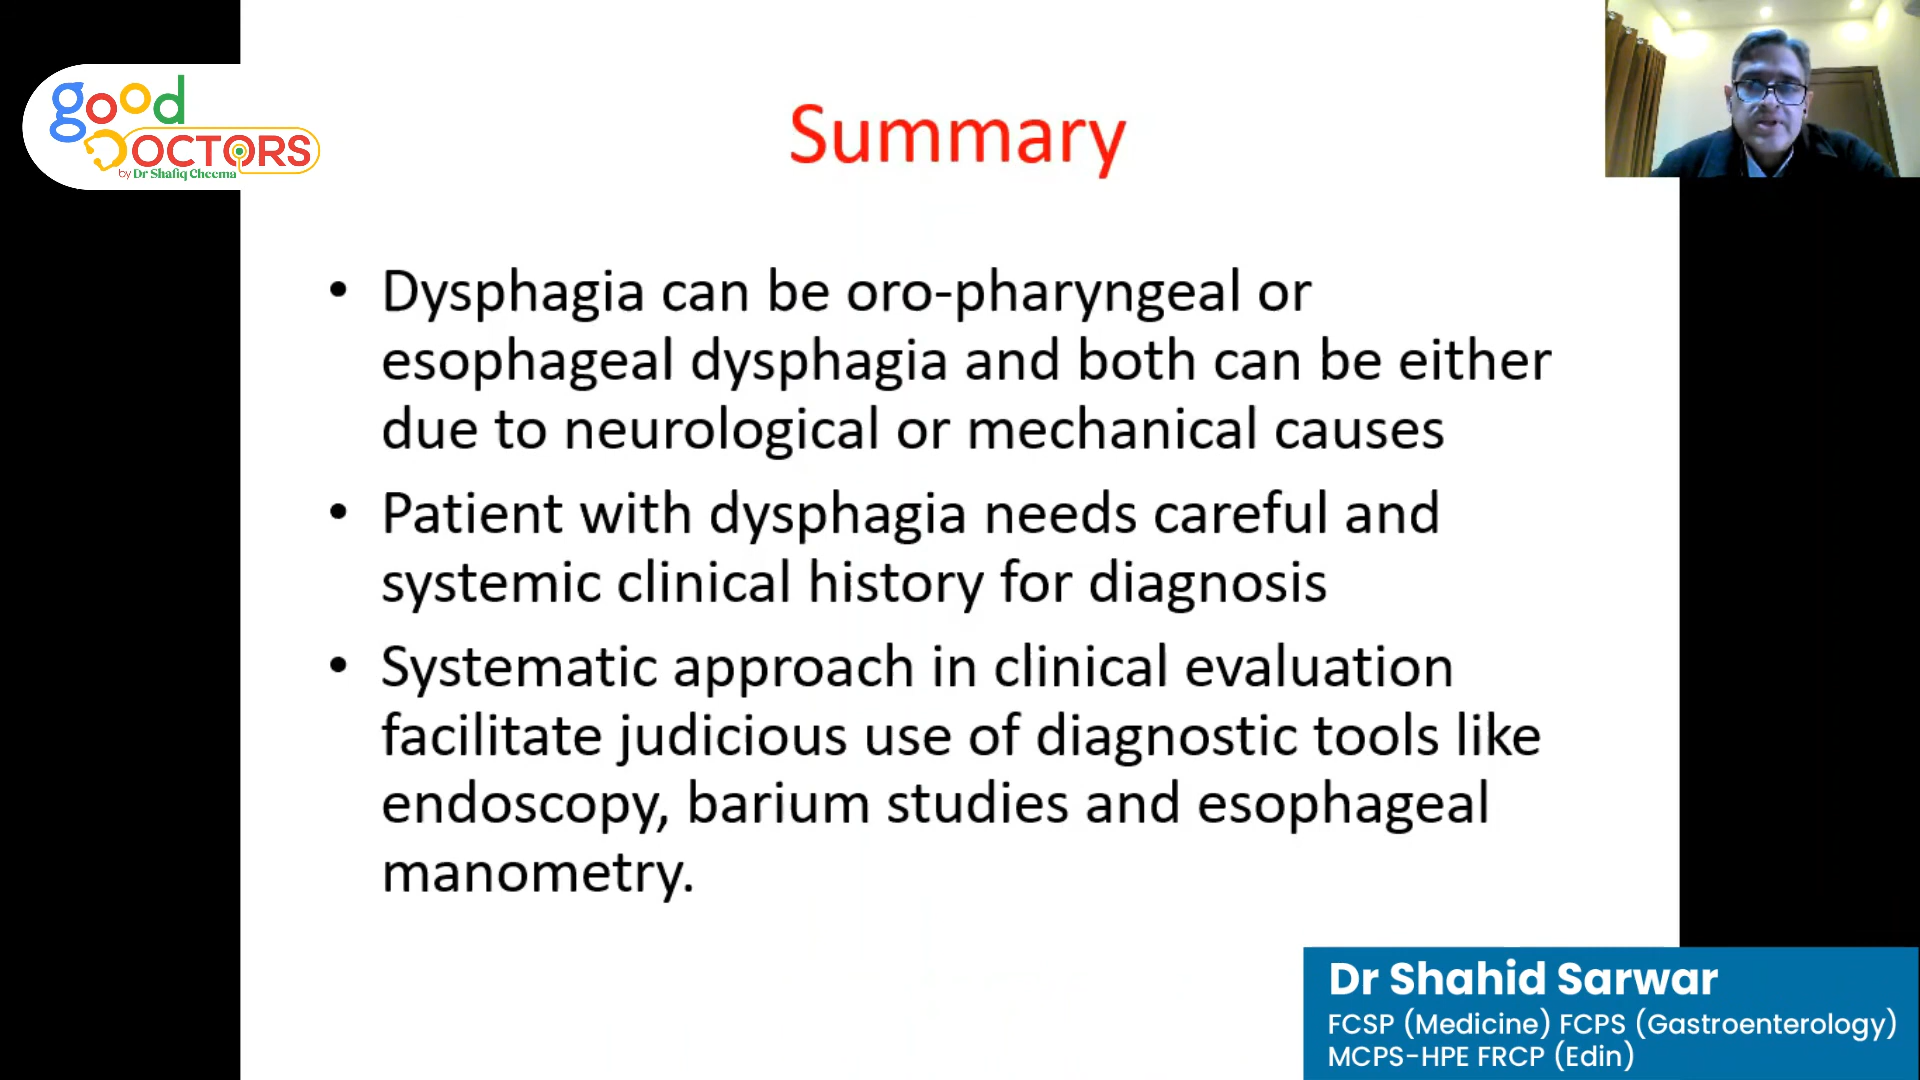 good
DOCTORS
by Dr Shafiq Cheema
Summary
• Dysphagia can be oro-pharyngeal or
esophageal dysphagia and both can be either
due to neurological or mechanical causes
• Patient with dysphagia needs careful and
systemic clinical history for diagnosis
• Systematic approach in clinical evaluation
facilitate judicious use of diagnostic tools like
endoscopy, barium studies and esophageal
manometry.
Dr Shahid Sarwar
FCSP (Medicine) FCPS (Gastroenterology)
MCPS-HPE FRCP (Edin)